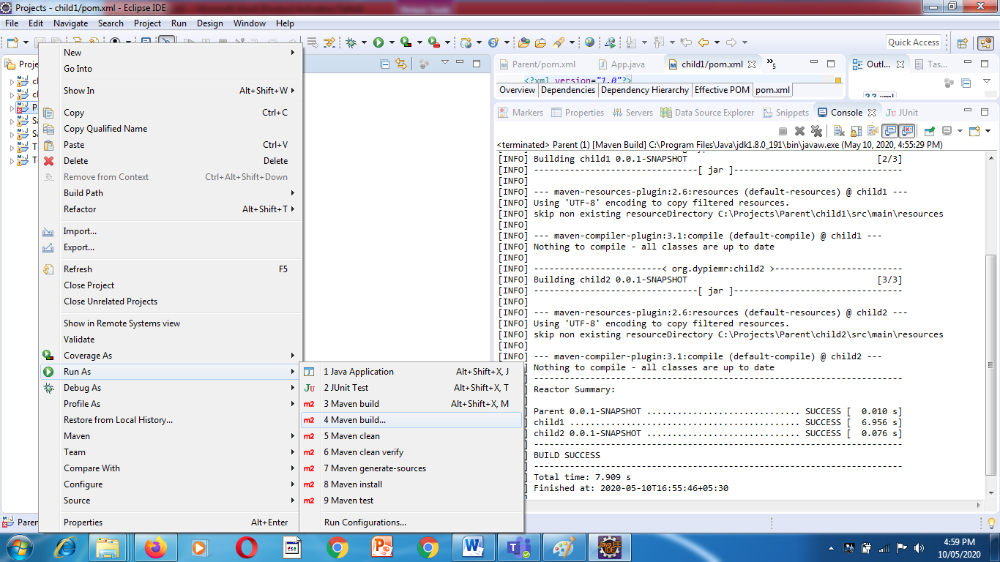 Projects - child1/pom.xml - Eclipse IDE
File Edit Navigate Search Project Run Design Window Help
Quick Access
New
Go Into
Show In Alt+Shift+W
Copy Ctrl+C
Copy Qualified Name
Paste Ctrl+V
Delete Delete
Remove from Context Ctrl+Alt+Shift+Down
Build Path
Refactor Alt+Shift+T
Import...
Export...
Refresh F5
Close Project
Close Unrelated Projects
Show in Remote Systems view
Validate
Coverage As
Run As
Debug As
Profile As
Restore from Local History...
Maven
Team
Compare With
Configure
Source
Properties Alt+Enter
1 Java Application Alt+Shift+X, J
2 JUnit Test Alt+Shift+X, T
3 Maven build Alt+Shift+X, M
4 Maven build...
5 Maven clean
6 Maven clean verify
7 Maven generate-sources
8 Maven install
9 Maven test
Run Configurations...
Parent/pom.xml App.java child1/pom.xml »5
<?xml version="1.0"?>
Overview Dependencies Dependency Hierarchy Effective POM pom.xml
Outl... Tas...
Markers Properties Servers Data Source Explorer Snippets Console JUnit
<terminated> Parent (1) [Maven Build] C:\Program Files\Java\jdk1.8.0_191\bin\javaw.exe (May 10, 2020, 4:55:29 PM)
[INFO] Building child1 0.0.1-SNAPSHOT [2/3]
[INFO] --------------------------------[ jar ]---------------------------------
[INFO]
[INFO] --- maven-resources-plugin:2.6:resources (default-resources) @ child1 ---
[INFO] Using 'UTF-8' encoding to copy filtered resources.
[INFO] skip non existing resourceDirectory C:\Projects\Parent\child1\src\main\resources
[INFO]
[INFO] --- maven-compiler-plugin:3.1:compile (default-compile) @ child1 ---
[INFO] Nothing to compile - all classes are up to date
[INFO]
[INFO] -------------------------< org.dypiemr:child2 >-------------------------
[INFO] Building child2 0.0.1-SNAPSHOT [3/3]
[INFO] --------------------------------[ jar ]---------------------------------
[INFO]
[INFO] --- maven-resources-plugin:2.6:resources (default-resources) @ child2 ---
[INFO] Using 'UTF-8' encoding to copy filtered resources.
[INFO] skip non existing resourceDirectory C:\Projects\Parent\child2\src\main\resources
[INFO]
[INFO] --- maven-compiler-plugin:3.1:compile (default-compile) @ child2 ---
[INFO] Nothing to compile - all classes are up to date
------------------------------------------------------------------------
Reactor Summary:
Parent 0.0.1-SNAPSHOT .............................. SUCCESS [ 0.010 s]
child1 ............................................. SUCCESS [ 6.956 s]
child2 0.0.1-SNAPSHOT .............................. SUCCESS [ 0.076 s]
------------------------------------------------------------------------
BUILD SUCCESS
------------------------------------------------------------------------
Total time: 7.909 s
Finished at: 2020-05-10T16:55:46+05:30
4:59 PM
10/05/2020